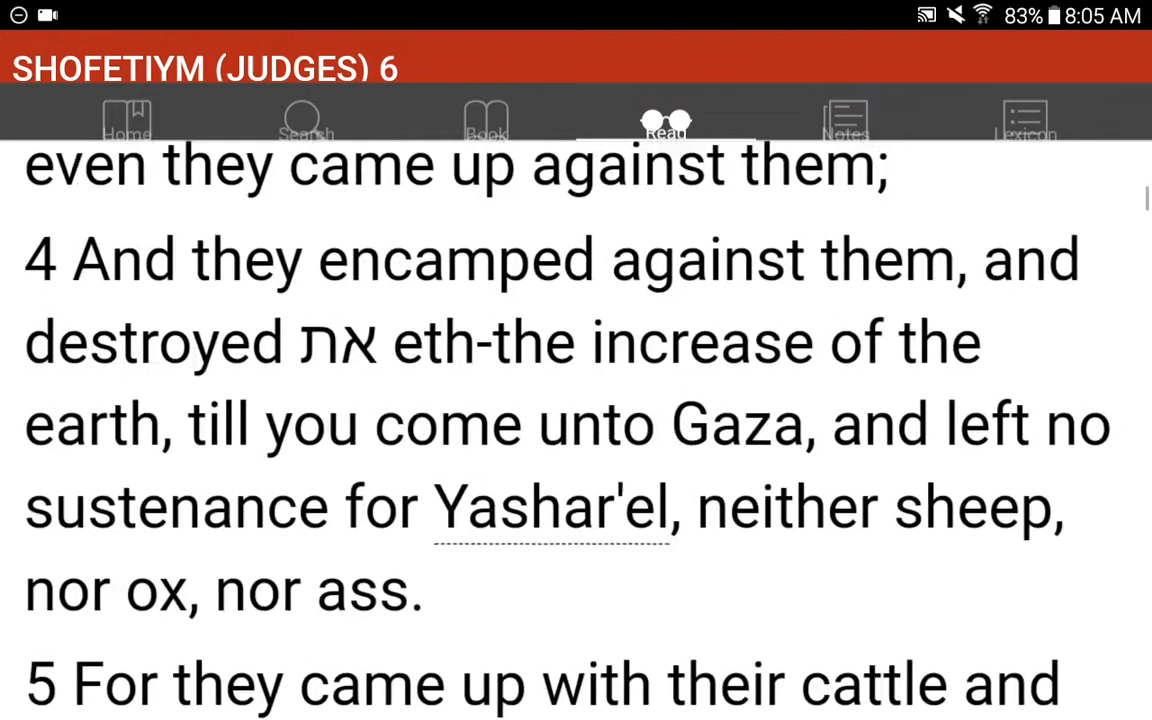 83% 8:05 AM
SHOFETIYM (JUDGES) 6
Home Search Book Read Notes Lexicon
even they came up against them;
4 And they encamped against them, and
destroyed את eth-the increase of the
earth, till you come unto Gaza, and left no
sustenance for Yashar'el, neither sheep,
nor ox, nor ass.
5 For they came up with their cattle and